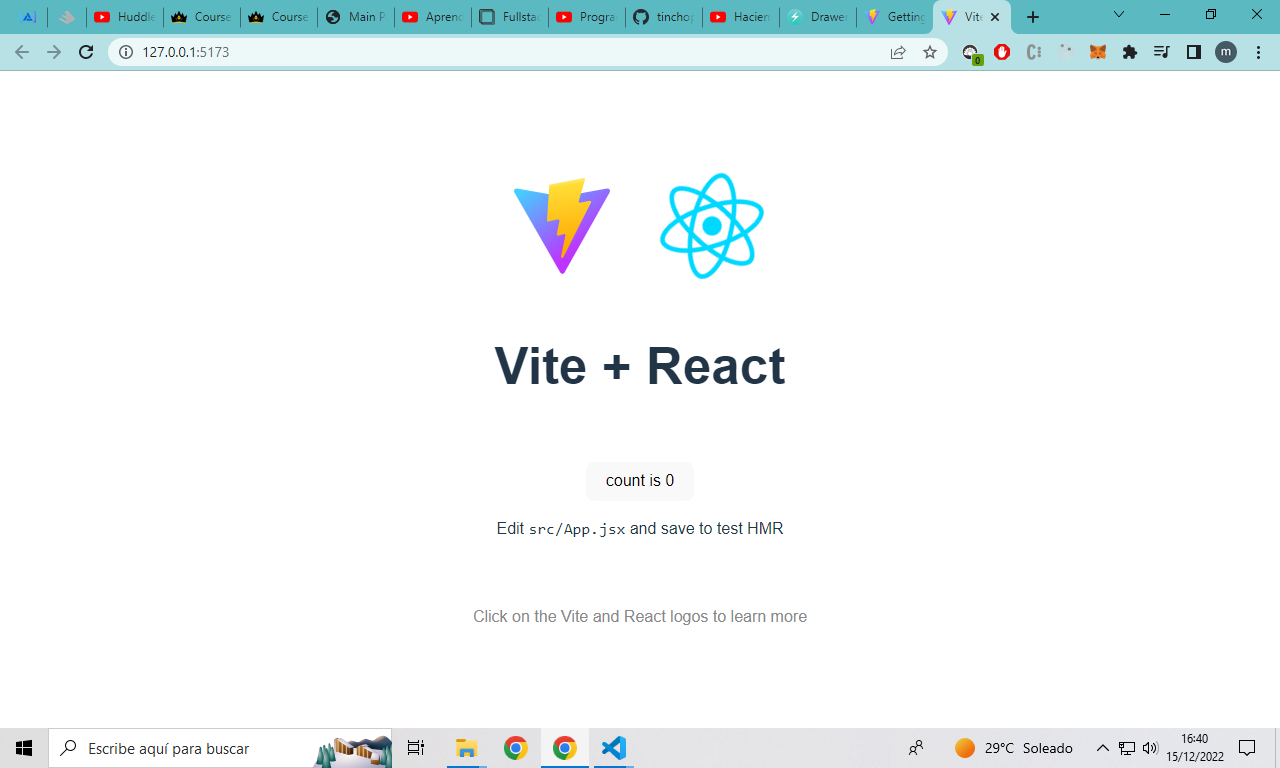 Huddle
Course
Course
Main P
Aprend
Fullsta
Progra
tinchop
Hacien
Drawer
Getting
Vite
127.0.0.1:5173
0
m
Vite + React
count is 0
Edit src/App.jsx and save to test HMR
Click on the Vite and React logos to learn more
Escribe aquí para buscar
29°C Soleado
16:40
15/12/2022